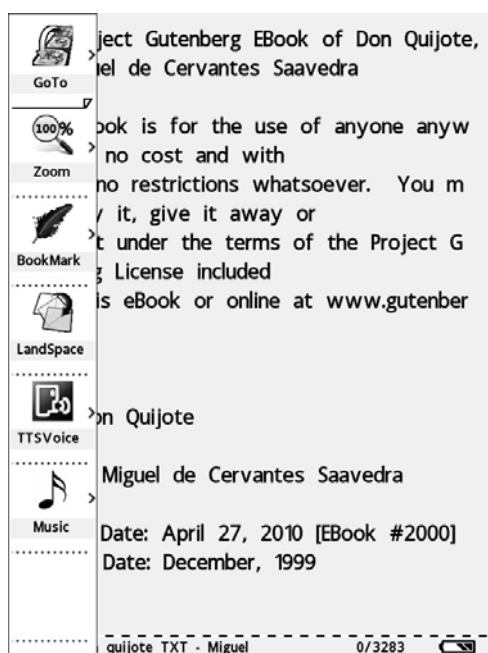 GoTo
100%
Zoom
BookMark
LandSpace
TTSVoice
Music
ject Gutenberg EBook of Don Quijote,
el de Cervantes Saavedra
ook is for the use of anyone anyw
no cost and with
no restrictions whatsoever. You m
it, give it away or
t under the terms of the Project G
License included
is eBook or online at www.gutenber
on Quijote
Miguel de Cervantes Saavedra
Date: April 27, 2010 [EBook #2000]
Date: December, 1999
quijote TXT - Miguel 0/3283